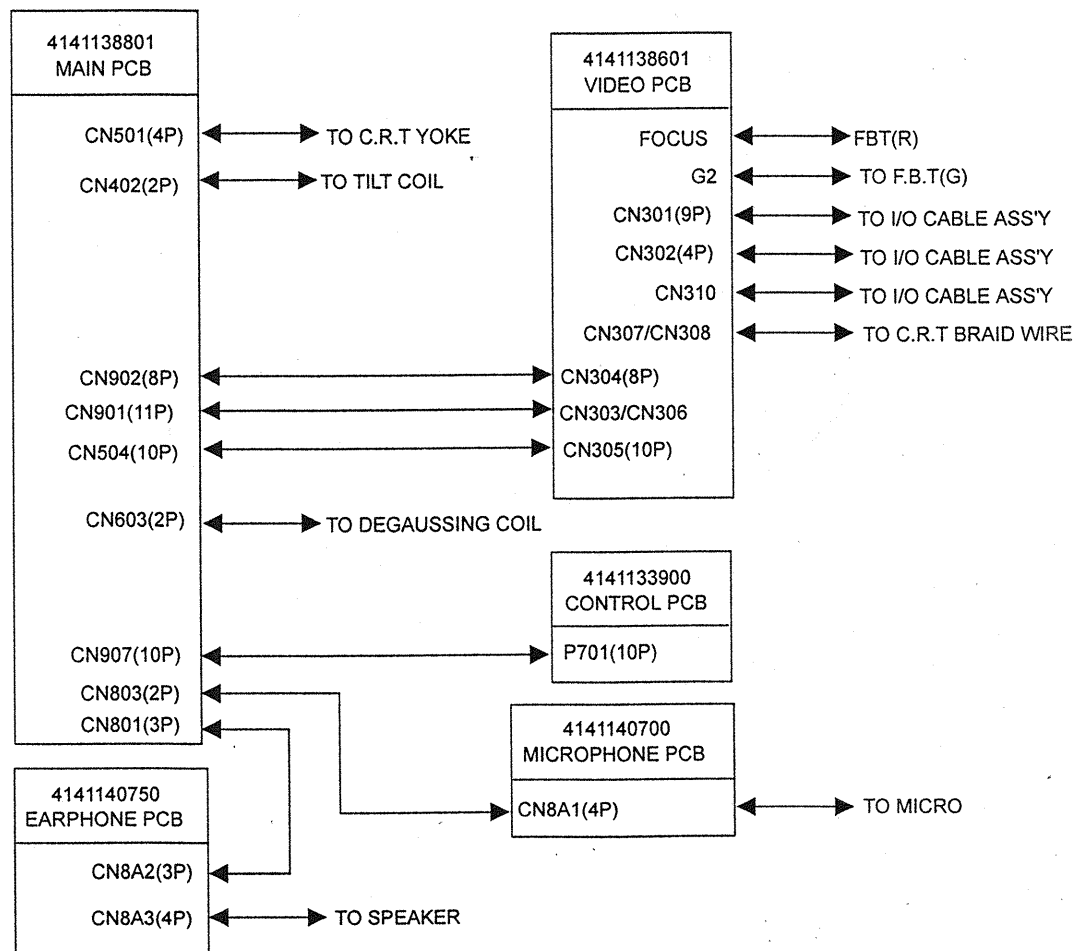 4141138801
MAIN PCB
CN501(4P)
TO C.R.T YOKE
CN402(2P)
TO TILT COIL
CN902(8P)
CN901(11P)
CN504(10P)
CN603(2P)
TO DEGAUSSING COIL
CN907(10P)
CN803(2P)
CN801(3P)
4141138601
VIDEO PCB
FOCUS
FBT(R)
G2
TO F.B.T(G)
CN301(9P)
TO I/O CABLE ASS'Y
CN302(4P)
TO I/O CABLE ASS'Y
CN310
TO I/O CABLE ASS'Y
CN307/CN308
TO C.R.T BRAID WIRE
CN304(8P)
CN303/CN306
CN305(10P)
4141133900
CONTROL PCB
P701(10P)
4141140700
MICROPHONE PCB
CN8A1(4P)
TO MICRO
4141140750
EARPHONE PCB
CN8A2(3P)
CN8A3(4P)
TO SPEAKER